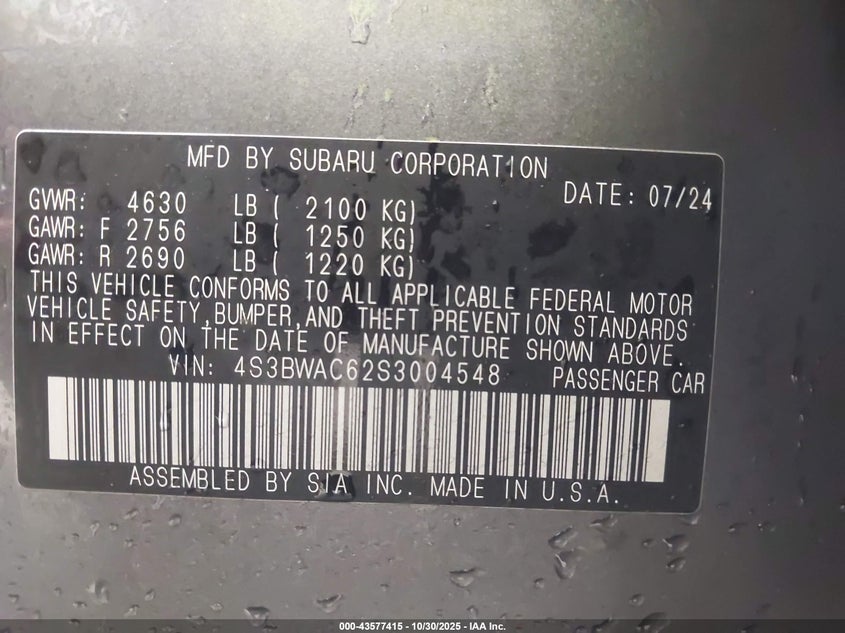 MFD BY SUBARU CORPORATION
DATE: 07/24
GVWR: 4630 LB ( 2100 KG)
GAWR: F 2756 LB ( 1250 KG)
GAWR: R 2690 LB ( 1220 KG)
THIS VEHICLE CONFORMS TO ALL APPLICABLE FEDERAL MOTOR
VEHICLE SAFETY, BUMPER, AND THEFT PREVENTION STANDARDS
IN EFFECT ON THE DATE OF MANUFACTURE SHOWN ABOVE.
VIN: 4S3BWAC62S3004548 PASSENGER CAR
ASSEMBLED BY SIA INC. MADE IN U.S.A.
000-43577415 - 10/30/2025 - IAA Inc.